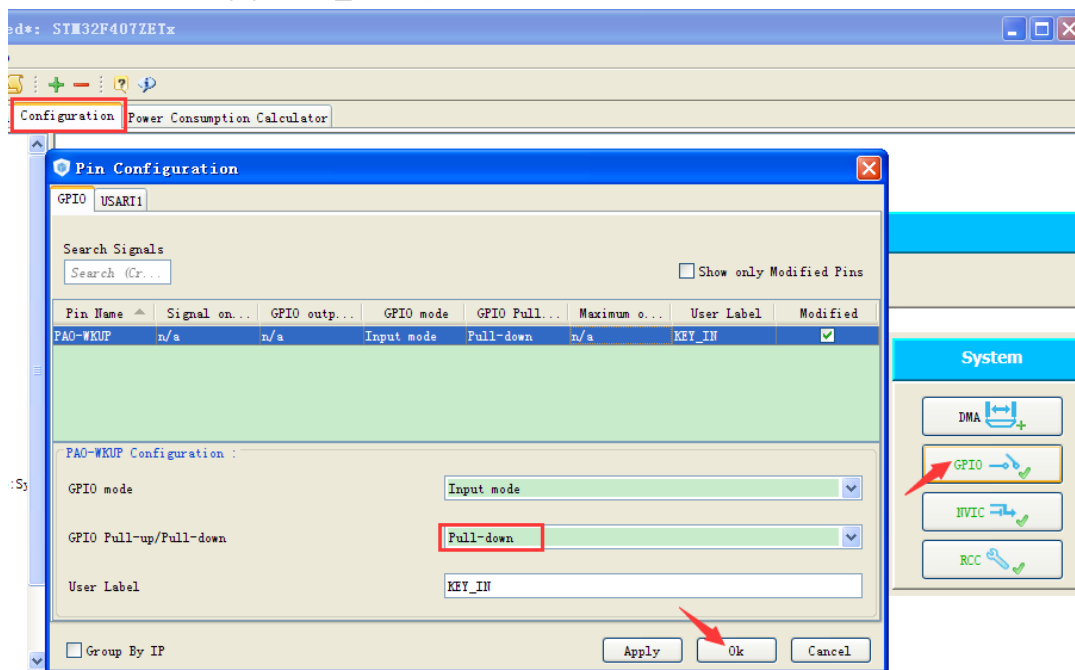 ed*: STM32F407ZETx
Configuration Power Consumption Calculator
Pin Configuration
GPIO USART1
Search Signals
Search (Cr...
Show only Modified Pins
Pin Name Signal on... GPIO outp... GPIO mode GPIO Pull... Maximum o... User Label Modified
PA0-WKUP n/a n/a Input mode Pull-down n/a KEY_IN
System
DMA
PA0-WKUP Configuration :
GPIO
:Sy
GPIO mode Input mode
NVIC
GPIO Pull-up/Pull-down Pull-down
RCC
User Label KEY_IN
Group By IP Apply Ok Cancel